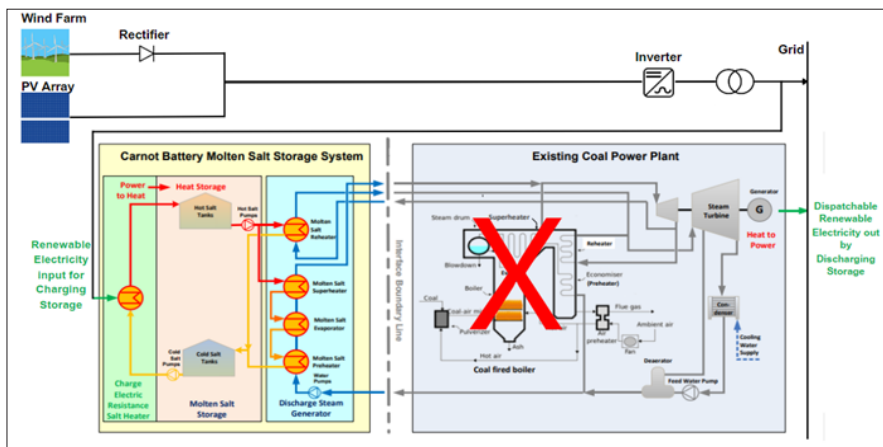 Wind Farm
Rectifier
PV Array
Inverter
Grid
Carnot Battery Molten Salt Storage System
Existing Coal Power Plant
Power
to Heat
Heat Storage
Hot Salt
Tanks
Hot Salt
Pumps
Molten
Salt
Reheater
Molten Salt
Superheater
Molten Salt
Evaporator
Molten Salt
Preheater
Water
Pumps
Cold
Salt
Pumps
Cold Salt
Tanks
Renewable
Electricity
input for
Charging
Storage
Charge
Electric
Resistance
Salt Heater
Molten Salt
Storage
Discharge Steam
Generator
Interface Boundary Line
Steam drum
Superheater
Reheater
Blowdown
Boiler
Economiser
(Preheater)
Coal
Coal-air
Pulverizer
Flue gas
Ambient air
Air
preheater
Fan
Ash
Hot air
Coal fired boiler
Steam
Turbine
Generator
G
Heat to
Power
Con-
denser
Cooling
Water
Supply
Deaerator
Feed Water Pump
Dispatchable
Renewable
Electricity out
by
Discharging
Storage